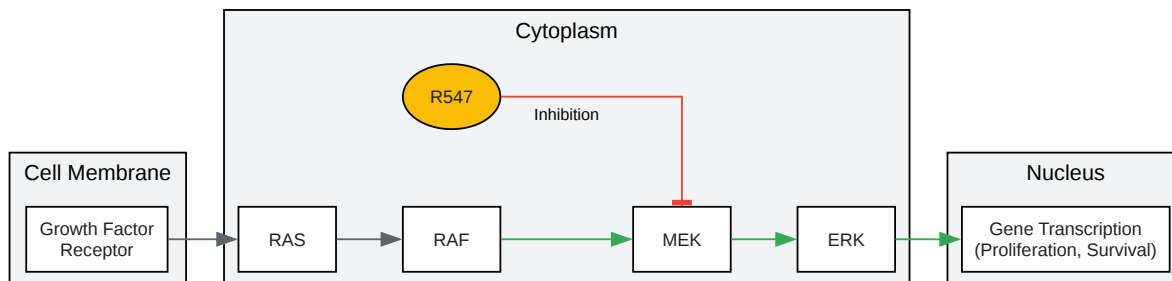 Cytoplasm
R547
Inhibition
Cell Membrane
Growth Factor
Receptor
RAS
RAF
MEK
ERK
Nucleus
Gene Transcription
(Proliferation, Survival)